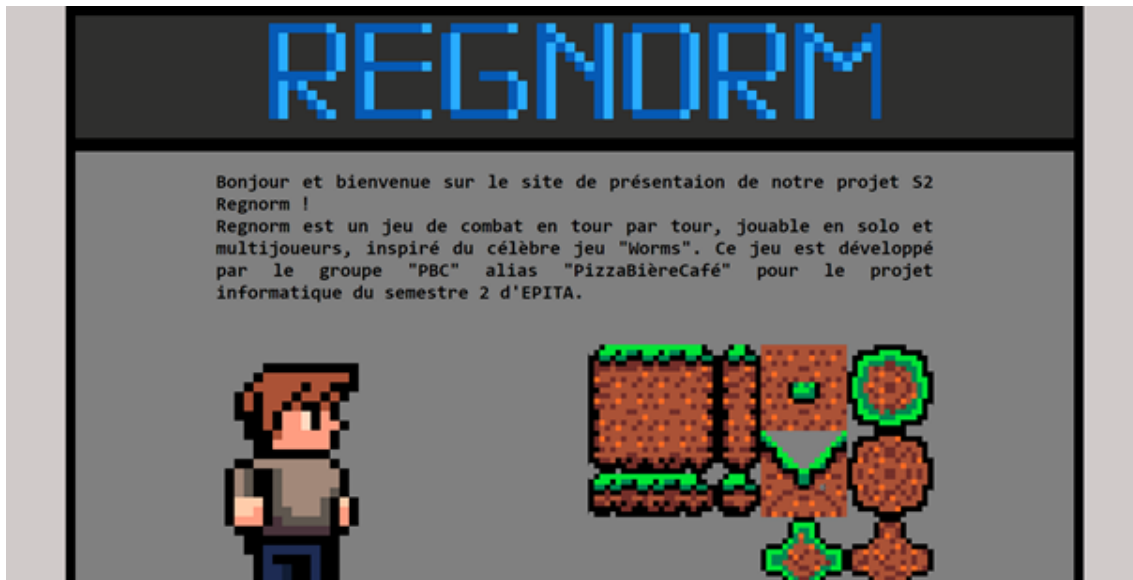 REGNORM
Bonjour et bienvenue sur le site de présentaion de notre projet S2
Regnorm !
Regnorm est un jeu de combat en tour par tour, jouable en solo et
multijoueurs, inspiré du célèbre jeu "Worms". Ce jeu est développé
par le groupe "PBC" alias "PizzaBièreCafé" pour le projet
informatique du semestre 2 d'EPITA.